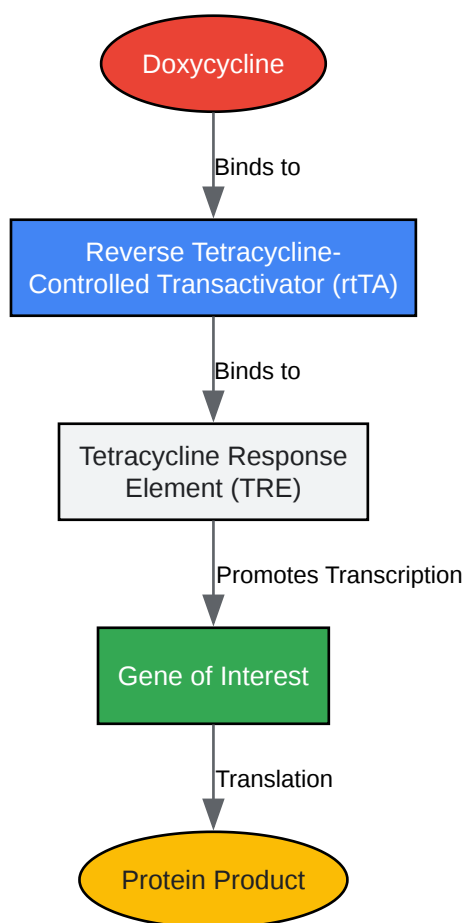 Doxycycline
Binds to
Reverse Tetracycline-
Controlled Transactivator (rtTA)
Binds to
Tetracycline Response
Element (TRE)
Promotes Transcription
Gene of Interest
Translation
Protein Product